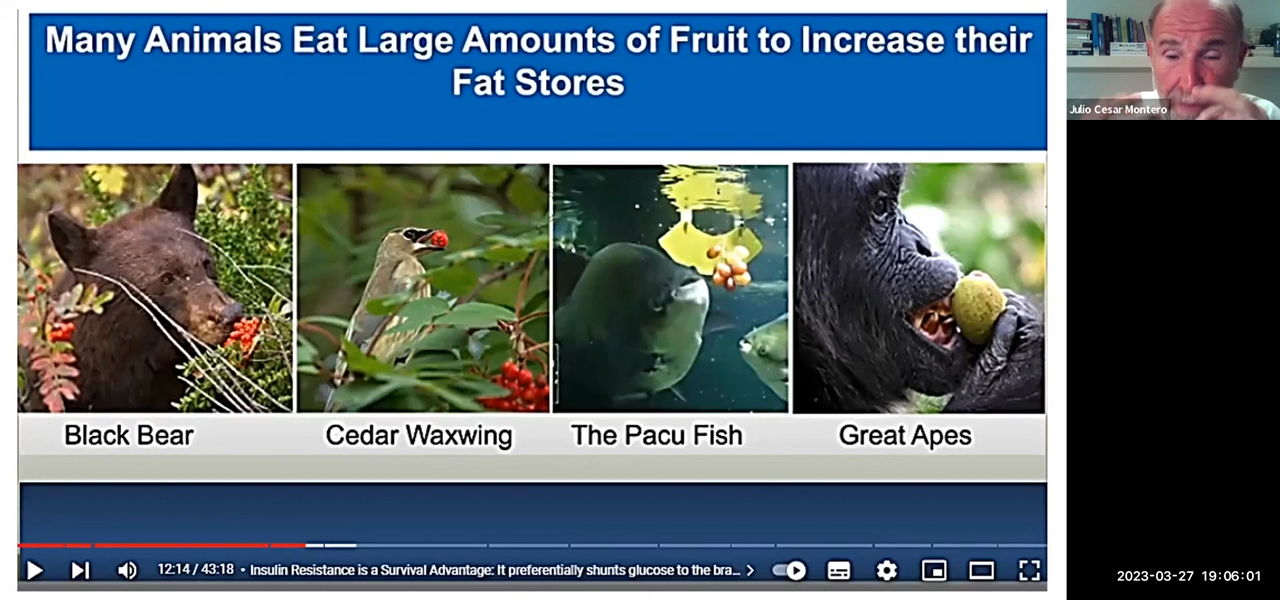 Many Animals Eat Large Amounts of Fruit to Increase their
Fat Stores
Julio Cesar Montero
Black Bear
Cedar Waxwing
The Pacu Fish
Great Apes
12:14 / 43:18 • Insulin Resistance is a Survival Advantage: It preferentially shunts glucose to the bra...
2023-03-27 19:06:01